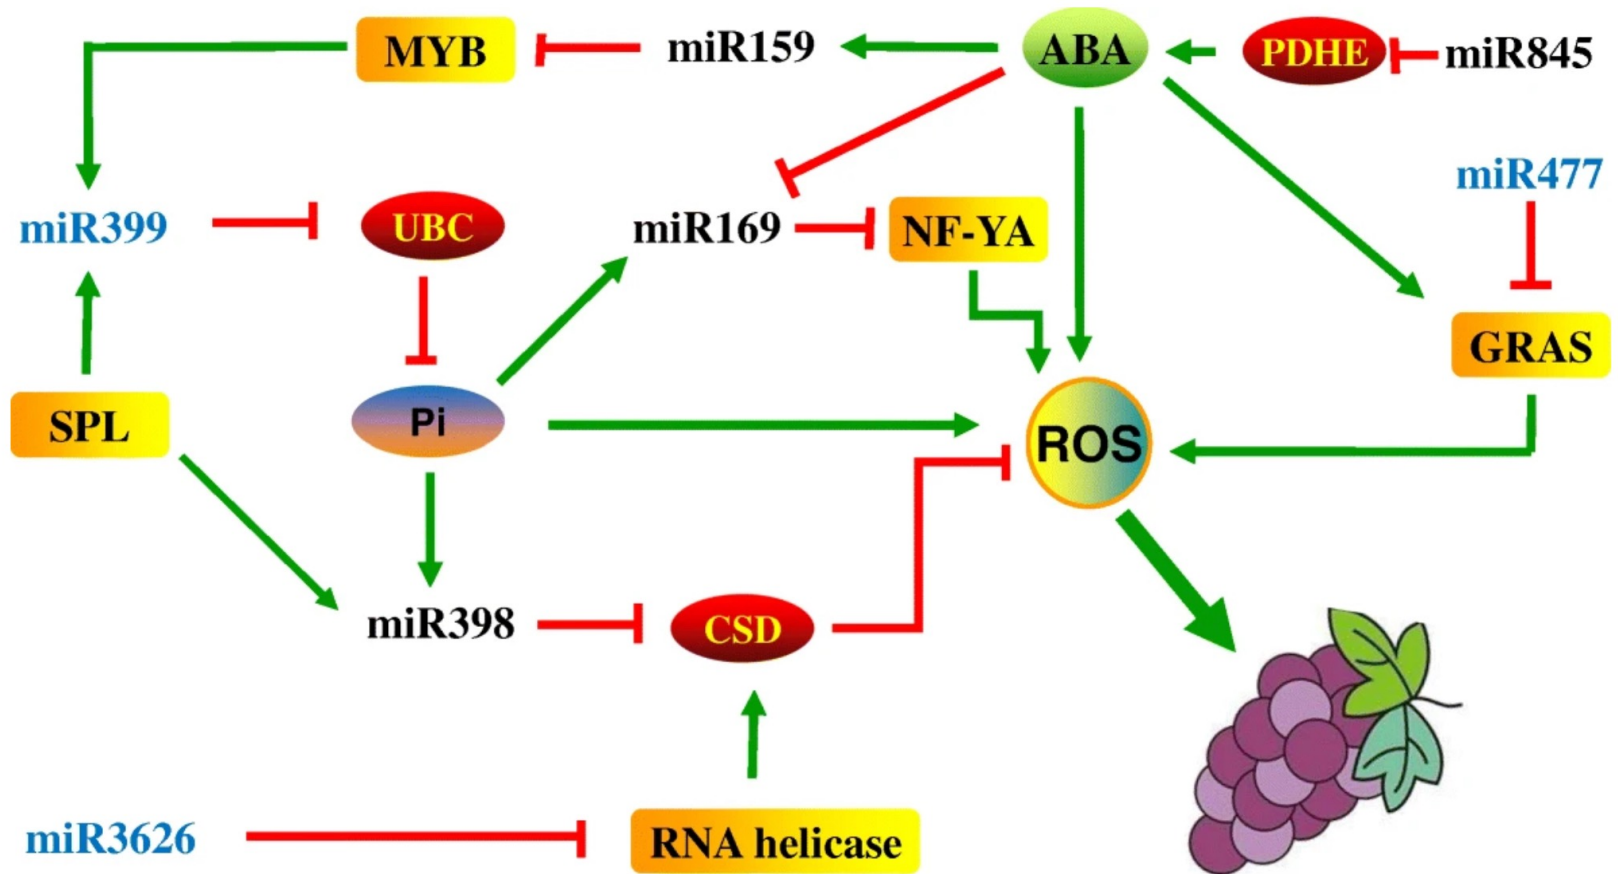 MYB
miR159
ABA
PDHE
miR845
miR477
miR399
UBC
miR169
NF-YA
GRAS
SPL
Pi
ROS
miR398
CSD
miR3626
RNA helicase